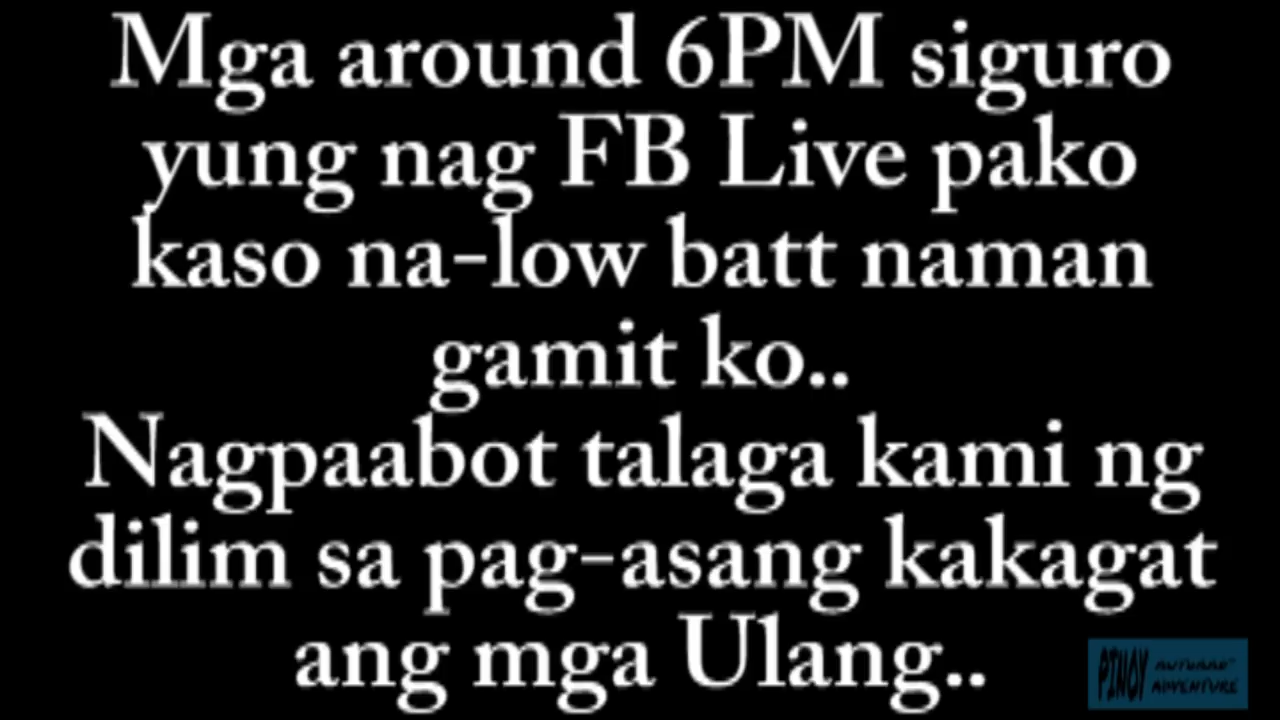 Mga around 6PM siguro
yung nag FB Live pako
kaso na-low batt naman
gamit ko..
Nagpaabot talaga kami ng
dilim sa pag-asang kakagat
ang mga Ulang..
PINOY
ADVENTURE